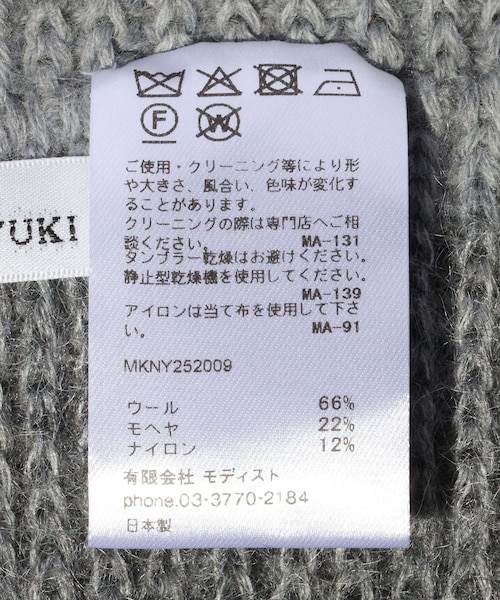 YUKI
F
W
ご使用・クリーニング等により形
や大きさ、風合い、色味が変化す
ることがあります。
クリーニングの際は専門店へご相
談ください。 MA-131
タンブラー乾燥はお避けください。
静止型乾燥機を使用してください。
MA-139
アイロンは当て布を使用して下さ
い。 MA-91
MKNY252009
ウール 66%
モヘヤ 22%
ナイロン 12%
有限会社 モディスト
phone.03-3770-2184
日本製